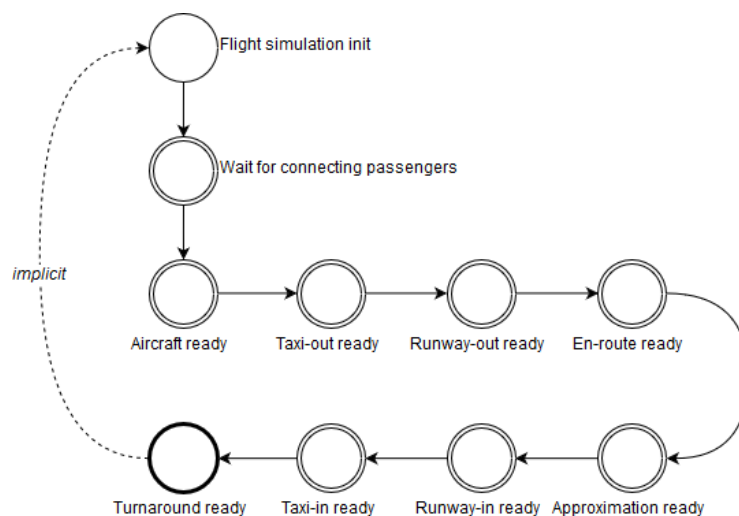 Flight simulation init
Wait for connecting passengers
implicit
Aircraft ready
Taxi-out ready
Runway-out ready
En-route ready
Turnaround ready
Taxi-in ready
Runway-in ready
Approximation ready